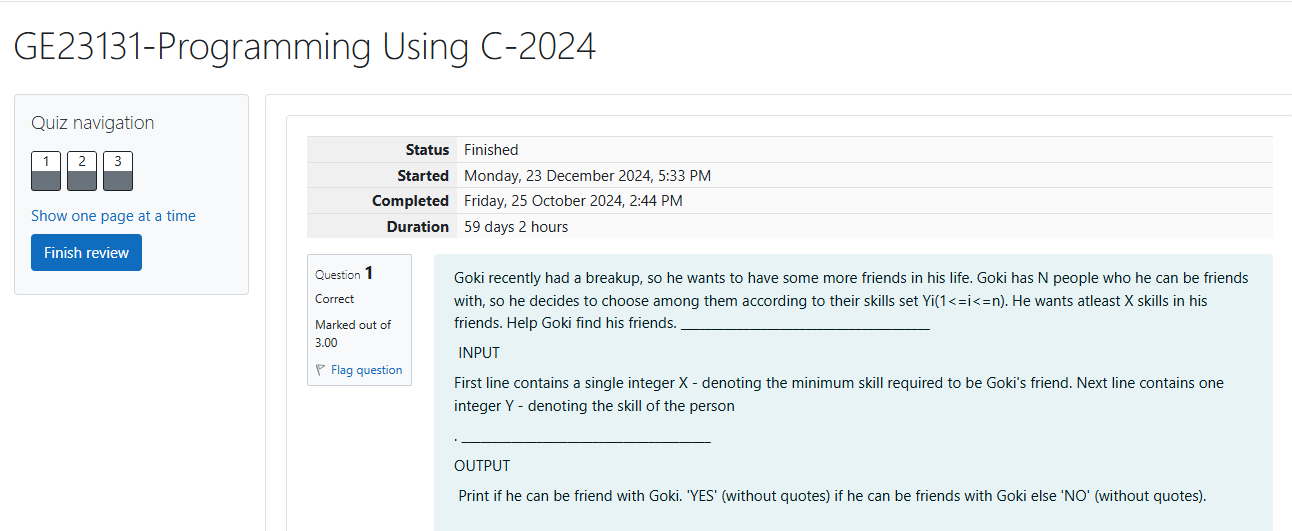 GE23131-Programming Using C-2024
Quiz navigation
1 2 3
Show one page at a time
Finish review
Status Finished
Started Monday, 23 December 2024, 5:33 PM
Completed Friday, 25 October 2024, 2:44 PM
Duration 59 days 2 hours
Question 1
Correct
Marked out of
3.00
Flag question
Goki recently had a breakup, so he wants to have some more friends in his life. Goki has N people who he can be friends
with, so he decides to choose among them according to their skills set Yi(1<=i<=n). He wants atleast X skills in his
friends. Help Goki find his friends. ________________________________________
INPUT
First line contains a single integer X - denoting the minimum skill required to be Goki's friend. Next line contains one
integer Y - denoting the skill of the person
. ________________________________________
OUTPUT
Print if he can be friend with Goki. 'YES' (without quotes) if he can be friends with Goki else 'NO' (without quotes).